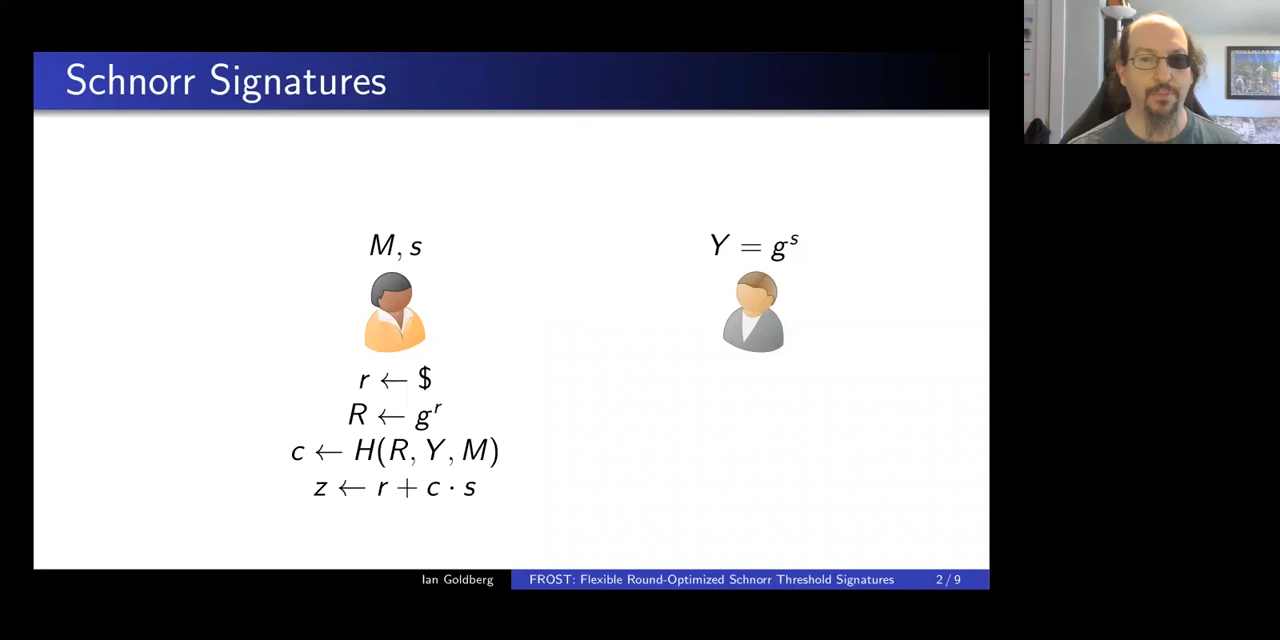 Schnorr Signatures
M, s
Y = g^s
r ← $
R ← g^r
c ← H(R, Y, M)
z ← r + c · s
Ian Goldberg
FROST: Flexible Round-Optimized Schnorr Threshold Signatures
2 / 9